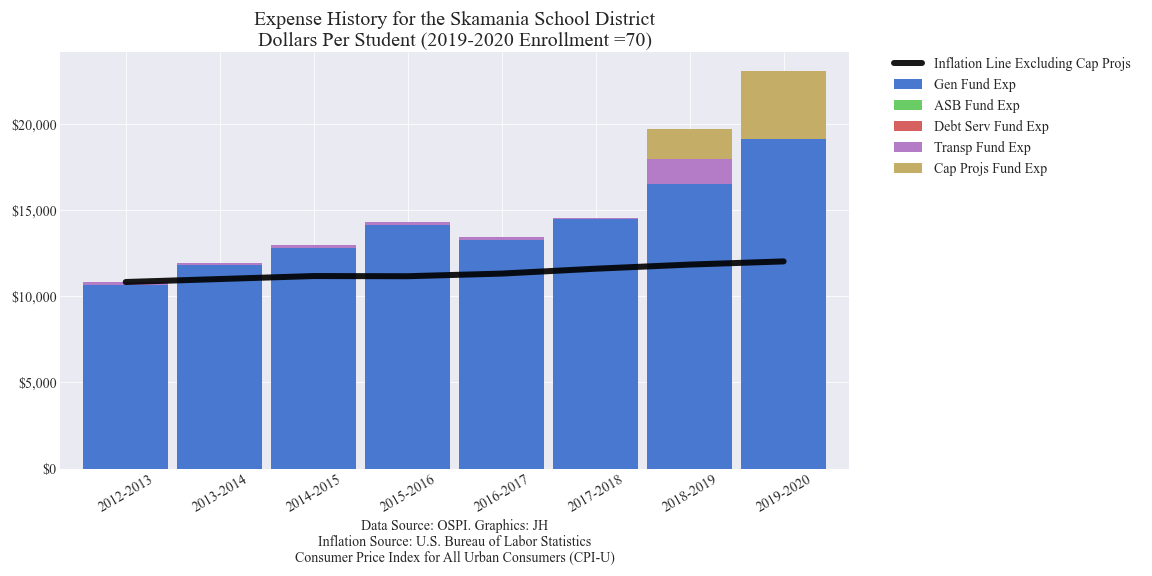 Expense History for the Skamania School District
Dollars Per Student (2019-2020 Enrollment =70)
Inflation Line Excluding Cap Projs
Gen Fund Exp
ASB Fund Exp
Debt Serv Fund Exp
Transp Fund Exp
Cap Projs Fund Exp
$20,000
$15,000
$10,000
$5,000
$0
2012-2013
2013-2014
2014-2015
2015-2016
2016-2017
2017-2018
2018-2019
2019-2020
Data Source: OSPI. Graphics: JH
Inflation Source: U.S. Bureau of Labor Statistics
Consumer Price Index for All Urban Consumers (CPI-U)